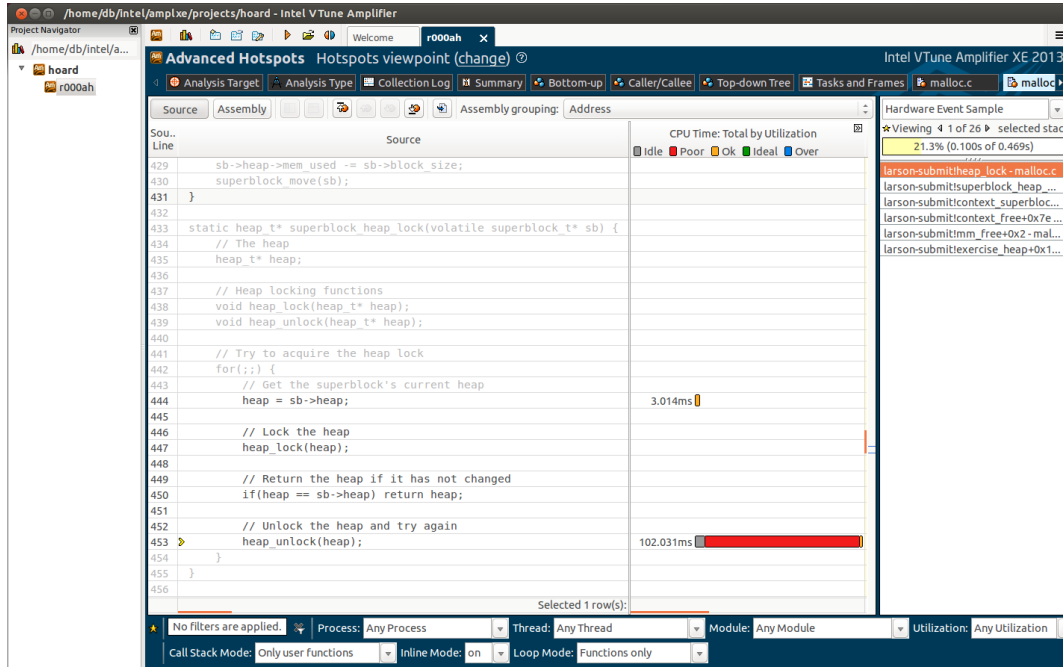 /home/db/intel/amplxe/projects/hoard - Intel VTune Amplifier
Project Navigator
/home/db/intel/a...
hoard
r000ah
Welcome
r000ah
Advanced Hotspots Hotspots viewpoint (change)
Intel VTune Amplifier XE 2013
Analysis Target
Analysis Type
Collection Log
Summary
Bottom-up
Caller/Callee
Top-down Tree
Tasks and Frames
malloc.c
malloc
Source
Assembly
Assembly grouping:
Address
Sou..
Line
Source
CPU Time: Total by Utilization
Idle Poor Ok Ideal Over
429 sb->heap->mem_used -= sb->block_size;
430 superblock_move(sb);
431 }
432
433 static heap_t* superblock_heap_lock(volatile superblock_t* sb) {
434 // The heap
435 heap_t* heap;
436
437 // Heap locking functions
438 void heap_lock(heap_t* heap);
439 void heap_unlock(heap_t* heap);
440
441 // Try to acquire the heap lock
442 for(;;) {
443 // Get the superblock's current heap
444 heap = sb->heap; 3.014ms
445
446 // Lock the heap
447 heap_lock(heap);
448
449 // Return the heap if it has not changed
450 if(heap == sb->heap) return heap;
451
452 // Unlock the heap and try again
453 heap_unlock(heap); 102.031ms
454 }
455 }
456
Selected 1 row(s):
Hardware Event Sample
Viewing 1 of 26 selected stac
21.3% (0.100s of 0.469s)
larson-submit!heap_lock - malloc.c
larson-submit!superblock_heap_...
larson-submit!context_superbloc...
larson-submit!context_free+0x7e ...
larson-submit!mm_free+0x2 - mal...
larson-submit!exercise_heap+0x1...
No filters are applied.
Process: Any Process
Thread: Any Thread
Module: Any Module
Utilization: Any Utilization
Call Stack Mode: Only user functions
Inline Mode: on
Loop Mode: Functions only